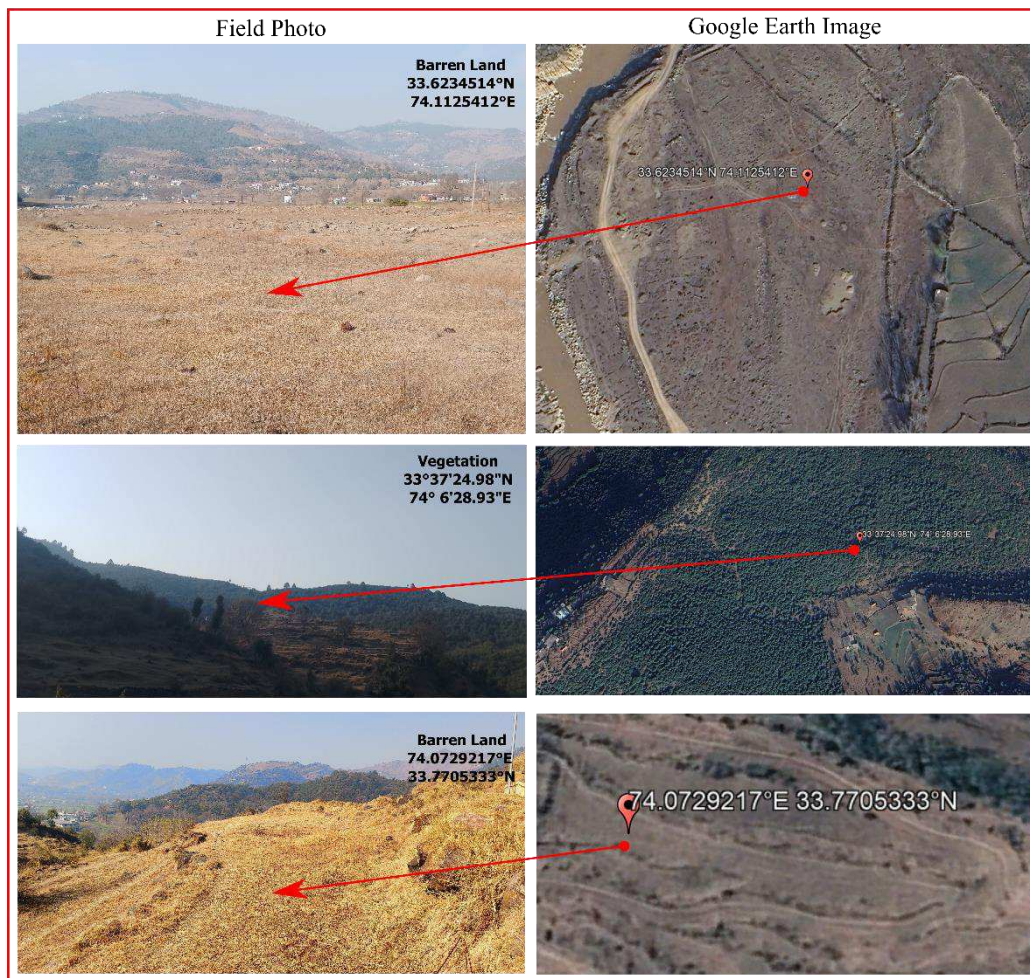 Field Photo
Google Earth Image
Barren Land
33.6234514°N
74.1125412°E
33.6234514°N 74.1125412°E
Vegetation
33°37'24.98"N
74° 6'28.93"E
33°37'24.98"N 74° 6'28.93"E
Barren Land
74.0729217°E
33.7705333°N
74.0729217°E 33.7705333°N